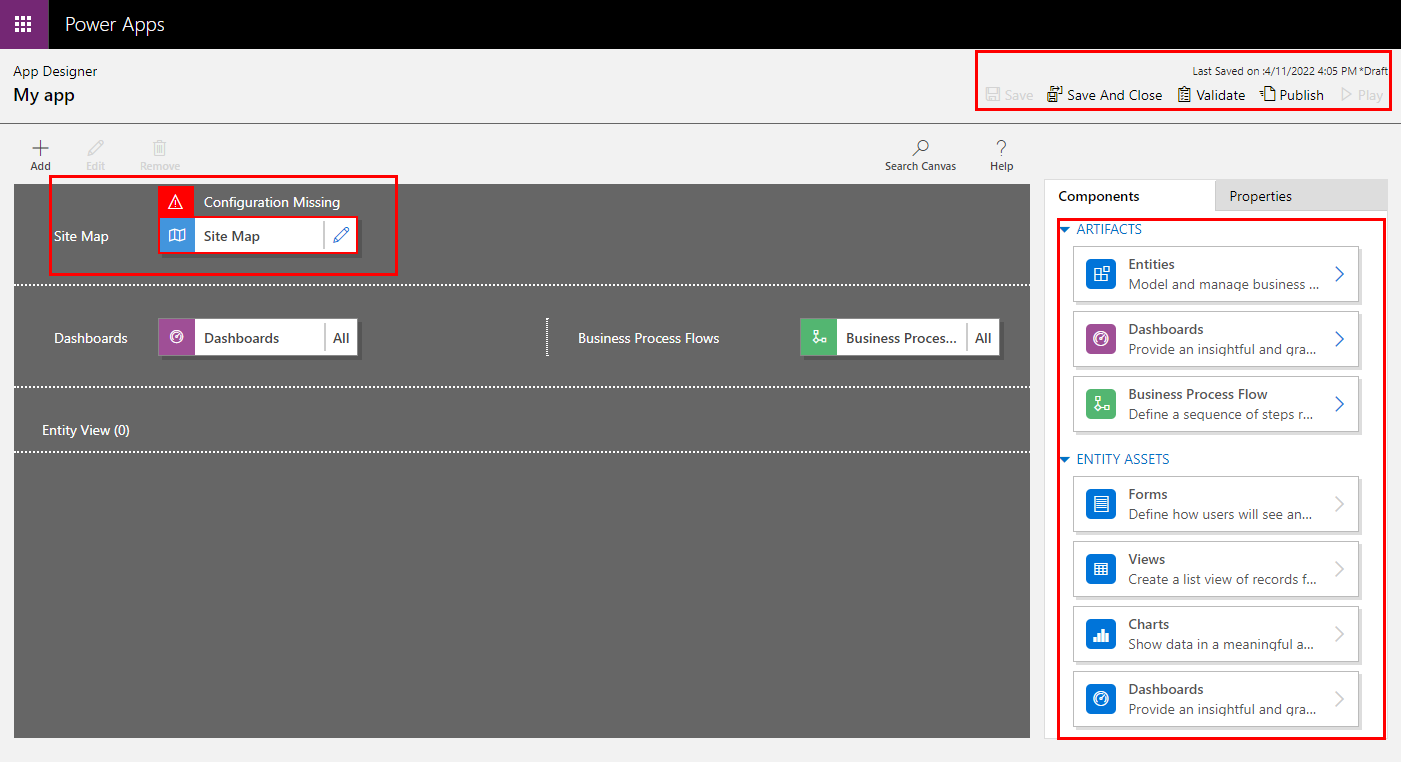 Power Apps
App Designer
My app
Last Saved on :4/11/2022 4:05 PM *Draft
Save
Save And Close
Validate
Publish
Play
Add
Edit
Remove
Search Canvas
Help
Configuration Missing
Site Map
Site Map
Dashboards
Dashboards
All
Business Process Flows
Business Proces...
All
Entity View (0)
Components
Properties
ARTIFACTS
Entities
Model and manage business ...
Dashboards
Provide an insightful and gra...
Business Process Flow
Define a sequence of steps r...
ENTITY ASSETS
Forms
Define how users will see an...
Views
Create a list view of records f...
Charts
Show data in a meaningful a...
Dashboards
Provide an insightful and gra...